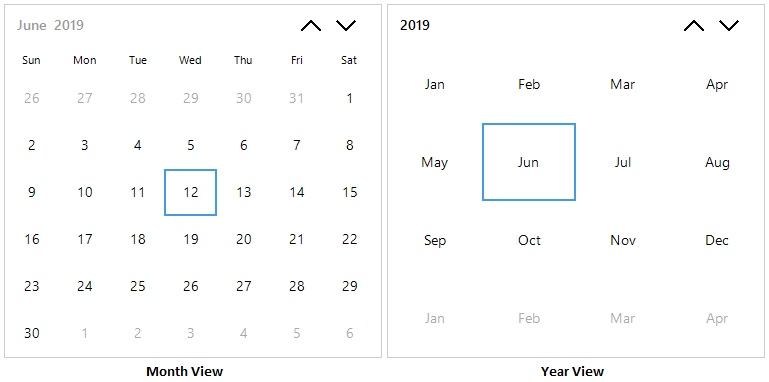 June 2019
Sun Mon Tue Wed Thu Fri Sat
26 27 28 29 30 31 1
2 3 4 5 6 7 8
9 10 11 12 13 14 15
16 17 18 19 20 21 22
23 24 25 26 27 28 29
30 1 2 3 4 5 6
Month View
2019
Jan Feb Mar Apr
May Jun Jul Aug
Sep Oct Nov Dec
Jan Feb Mar Apr
Year View